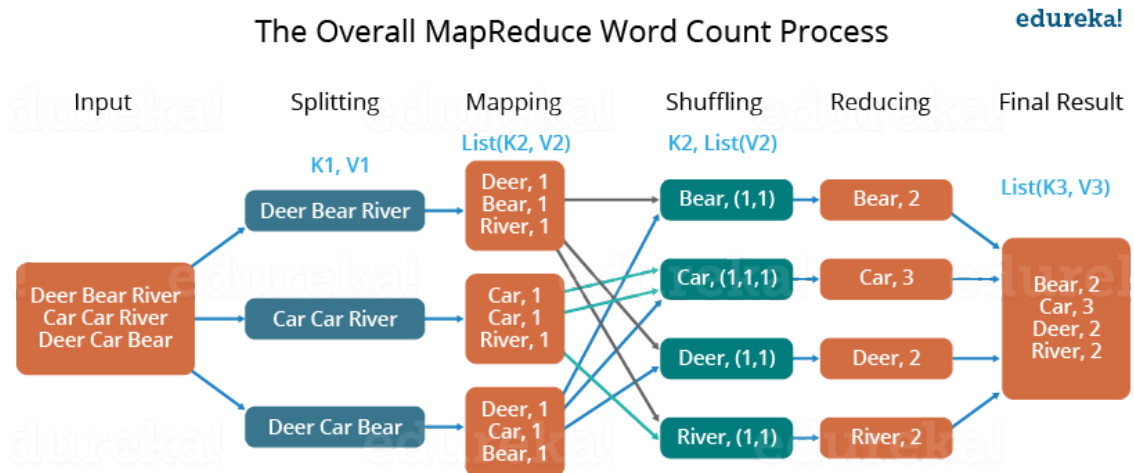 The Overall MapReduce Word Count Process
edureka!
Input
Splitting
Mapping
Shuffling
Reducing
Final Result
K1, V1
List(K2, V2)
K2, List(V2)
List(K3, V3)
Deer Bear River
Car Car River
Deer Car Bear
Deer Bear River
Car Car River
Deer Car Bear
Deer, 1
Bear, 1
River, 1
Car, 1
Car, 1
River, 1
Deer, 1
Car, 1
Bear, 1
Bear, (1,1)
Car, (1,1,1)
Deer, (1,1)
River, (1,1)
Bear, 2
Car, 3
Deer, 2
River, 2
Bear, 2
Car, 3
Deer, 2
River, 2